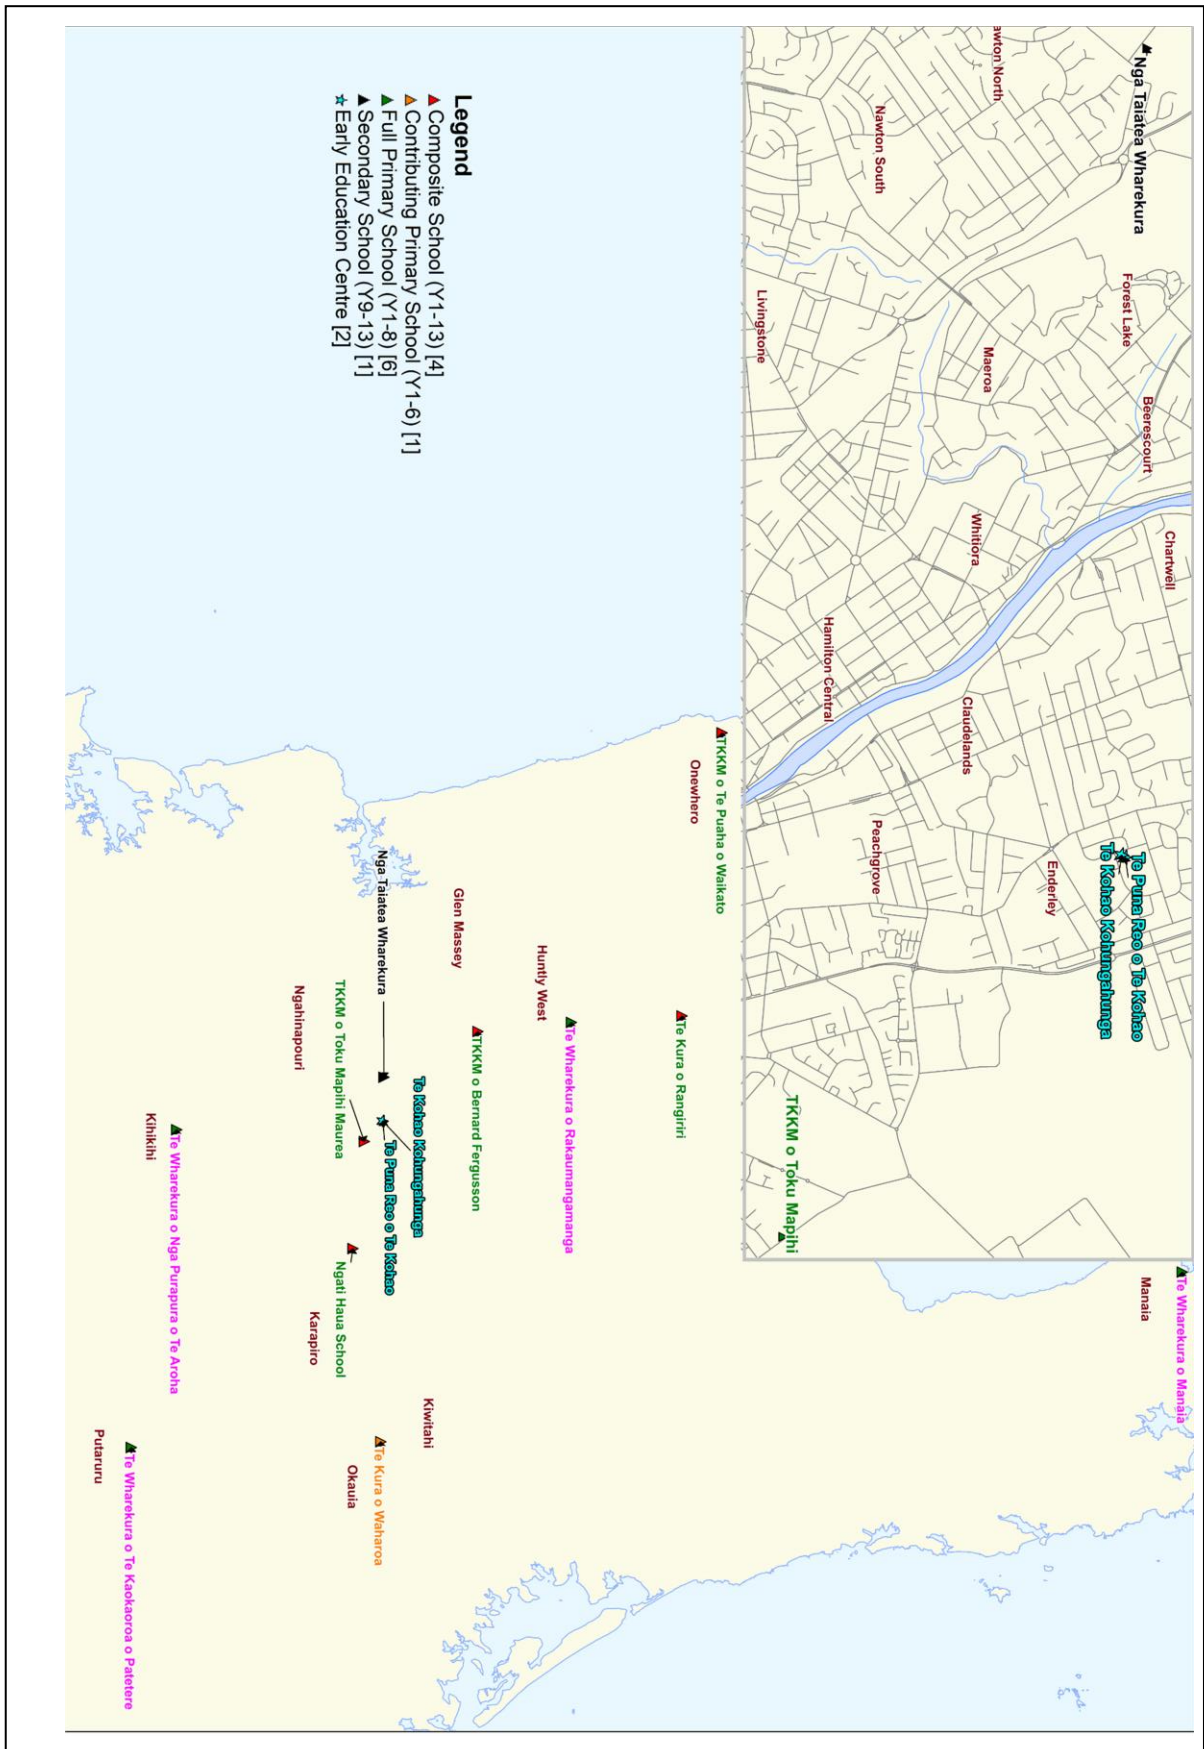 Nga Taiatea Wharekura
awton North
Nawton South
Forest Lake
Beerescourt
Maeroa
Livingstone
Chartwell
Whitiora
Hamilton Central
Claudelands
Te Puna Reo o Te Kohao
Te Kohao Kohungahunga
Enderley
Peachgrove
TKKM o Toku Mapihi
Te Wharekura o Manaia
Manaia
TKKM o Te Puaha o Waikato
Onewhero
Te Kura o Rangiriri
Te Wharekura o Rakaumangamanga
Huntly West
TKKM o Bernard Fergusson
Glen Massey
Legend
Composite School (Y1-13) [4]
Contributing Primary School (Y1-6) [1]
Full Primary School (Y1-8) [6]
Secondary School (Y9-13) [1]
Early Education Centre [2]
Te Kohao Kohungahunga
Kiwitahi
Nga Taiatea Wharekura
Te Puna Reo o Te Kohao
Te Kura o Waharoa
Okauia
TKKM o Toku Mapihi Maurea
Ngati Haua School
Karapiro
Ngahinapouri
Te Wharekura o Nga Purapura o Te Aroha
Kihikihi
Te Wharekura o Te Kaokaoroa o Patetere
Putaruru